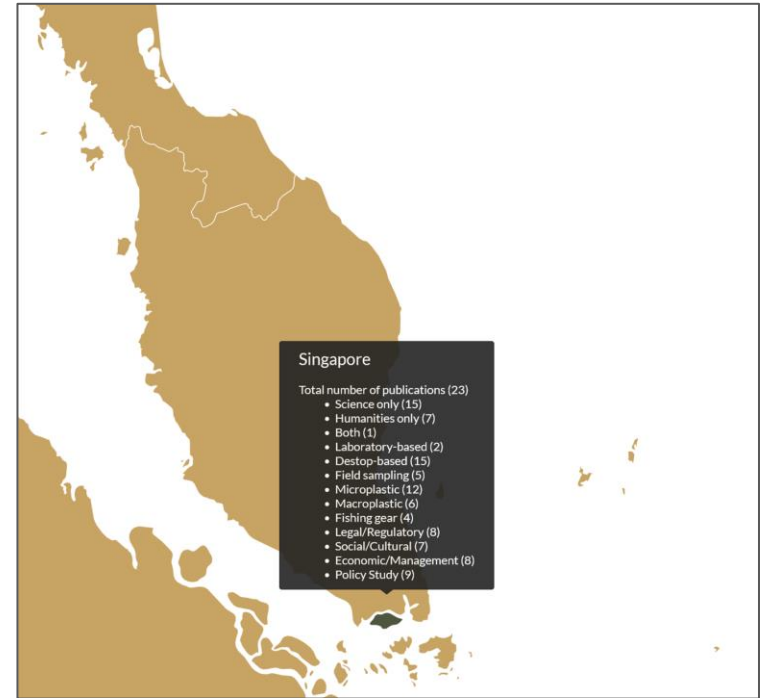 Singapore
Total number of publications (23)
• Science only (15)
• Humanities only (7)
• Both (1)
• Laboratory-based (2)
• Destop-based (15)
• Field sampling (5)
• Microplastic (12)
• Macroplastic (6)
• Fishing gear (4)
• Legal/Regulatory (8)
• Social/Cultural (7)
• Economic/Management (8)
• Policy Study (9)